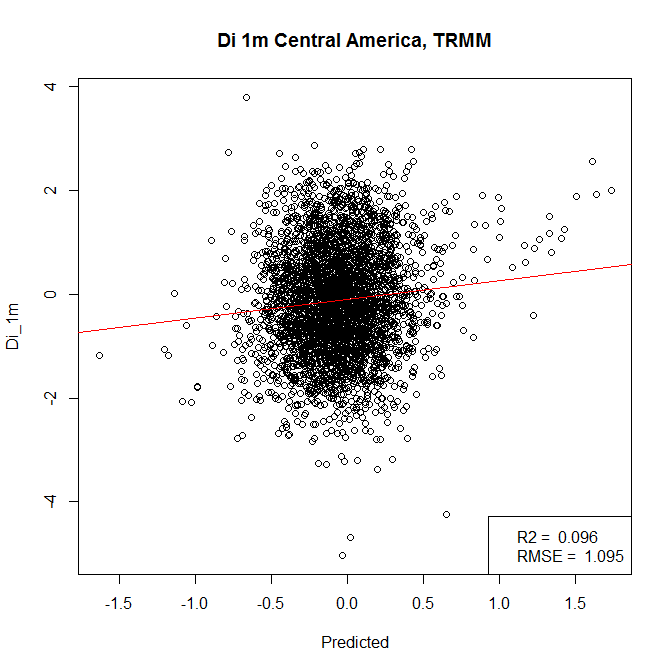 Di 1m Central America, TRMM
Di_1m
4
2
0
-2
-4
R2 = 0.096
RMSE = 1.095
-1.5 -1.0 -0.5 0.0 0.5 1.0 1.5
Predicted